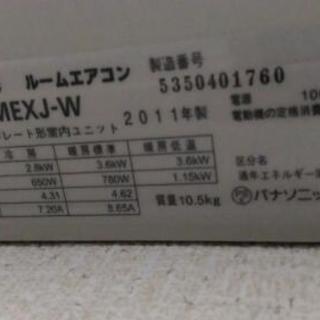 ルームエアコン 製造番号
5350401760
MEXJ-W 2011年製
レート形室内ユニット
電源 10
電動機の定格消費
冷房 暖房標準 暖房低温
2.8kW 3.6kW 3.6kW
650W 780W 1.15kW
4.31 4.62
7.26A 8.65A
質量10.5kg
区分名
通年エネルギー消
パナソニッ